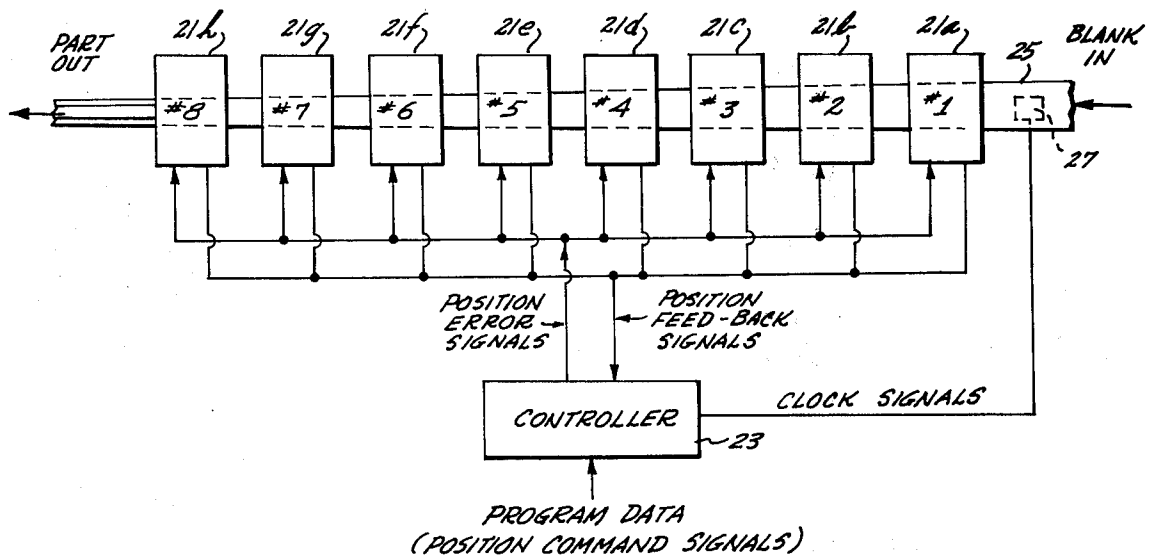 PART
OUT
21h
21g
21f
21e
21d
21c
21b
21a
25
BLANK
IN
#8
#7
#6
#5
#4
#3
#2
#1
27
POSITION
ERROR
SIGNALS
POSITION
FEED-BACK
SIGNALS
CONTROLLER
23
CLOCK SIGNALS
PROGRAM DATA
(POSITION COMMAND SIGNALS)